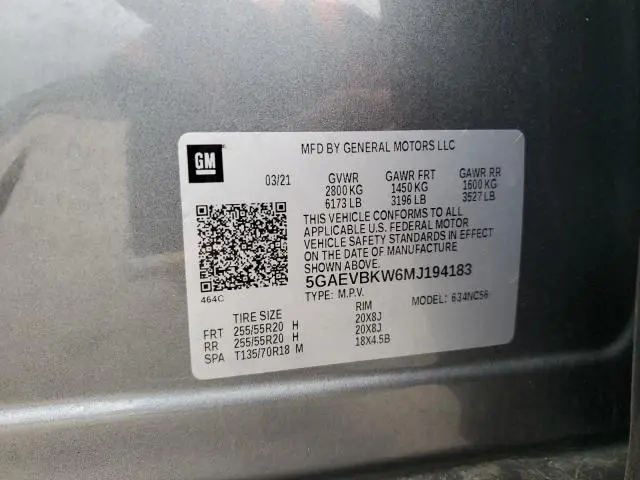 GM
MFD BY GENERAL MOTORS LLC
03/21 GVWR GAWR FRT GAWR RR
2800 KG 1450 KG 1600 KG
6173 LB 3196 LB 3527 LB
THIS VEHICLE CONFORMS TO ALL
APPLICABLE U.S. FEDERAL MOTOR
VEHICLE SAFETY STANDARDS IN EFFECT
ON THE DATE OF MANUFACTURE
SHOWN ABOVE.
5GAEVBKW6MJ194183
464C
TYPE: M.P.V. MODEL: 634NC56
TIRE SIZE RIM
FRT 255/55R20 H 20X8J
RR 255/55R20 H 20X8J
SPA T135/70R18 M 18X4.5B